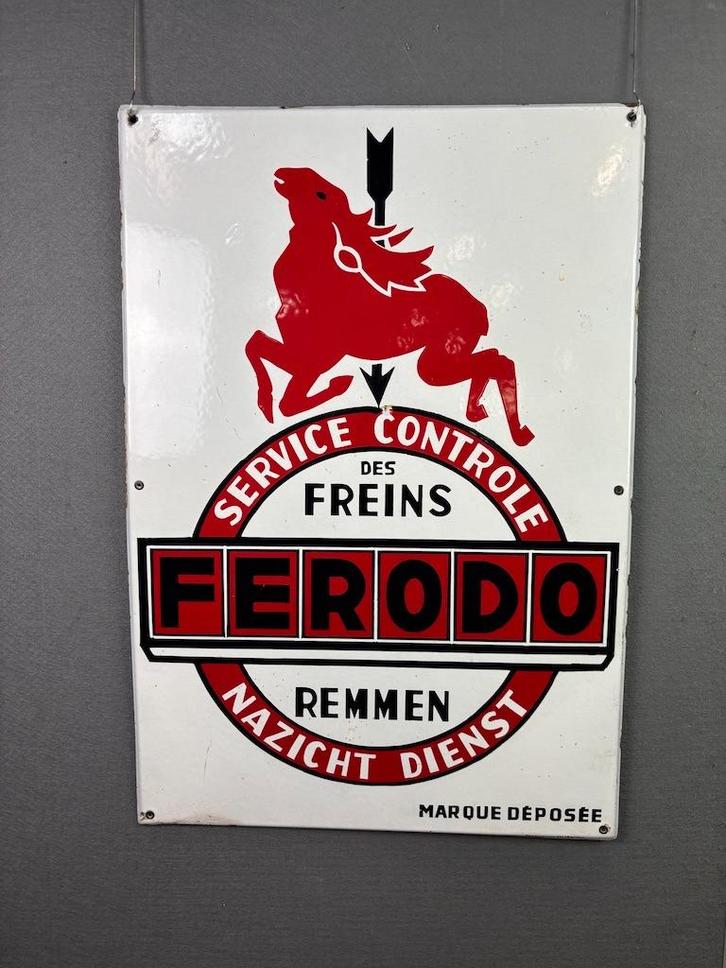 SERVICE CONTROLE
DES
FREINS
FERODO
REMMEN
NAZICHT DIENST
MARQUE DÉPOSÉE